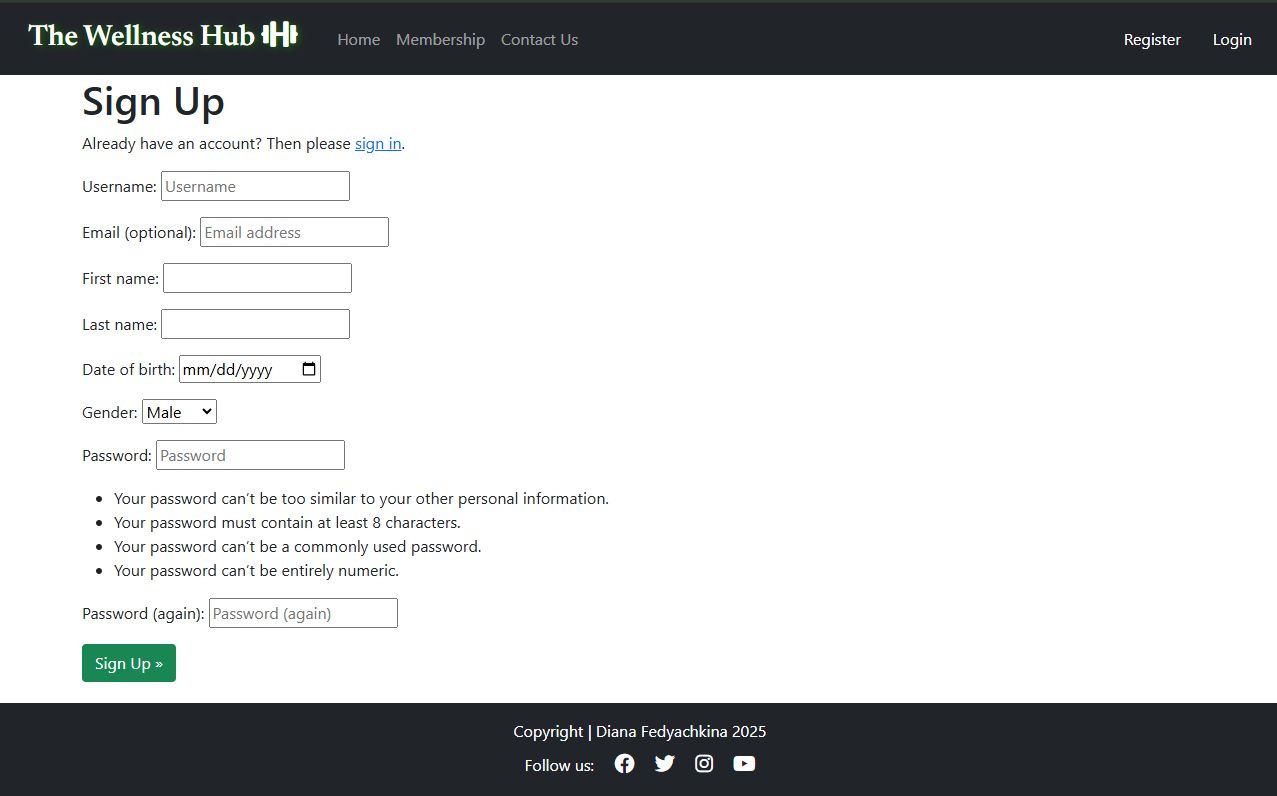 The Wellness Hub Home Membership Contact Us Register Login
Sign Up
Already have an account? Then please sign in.
Username: Username
Email (optional): Email address
First name:
Last name:
Date of birth: mm/dd/yyyy
Gender: Male
Password: Password
Your password can’t be too similar to your other personal information.
Your password must contain at least 8 characters.
Your password can’t be a commonly used password.
Your password can’t be entirely numeric.
Password (again): Password (again)
Sign Up »
Copyright | Diana Fedyachkina 2025
Follow us: